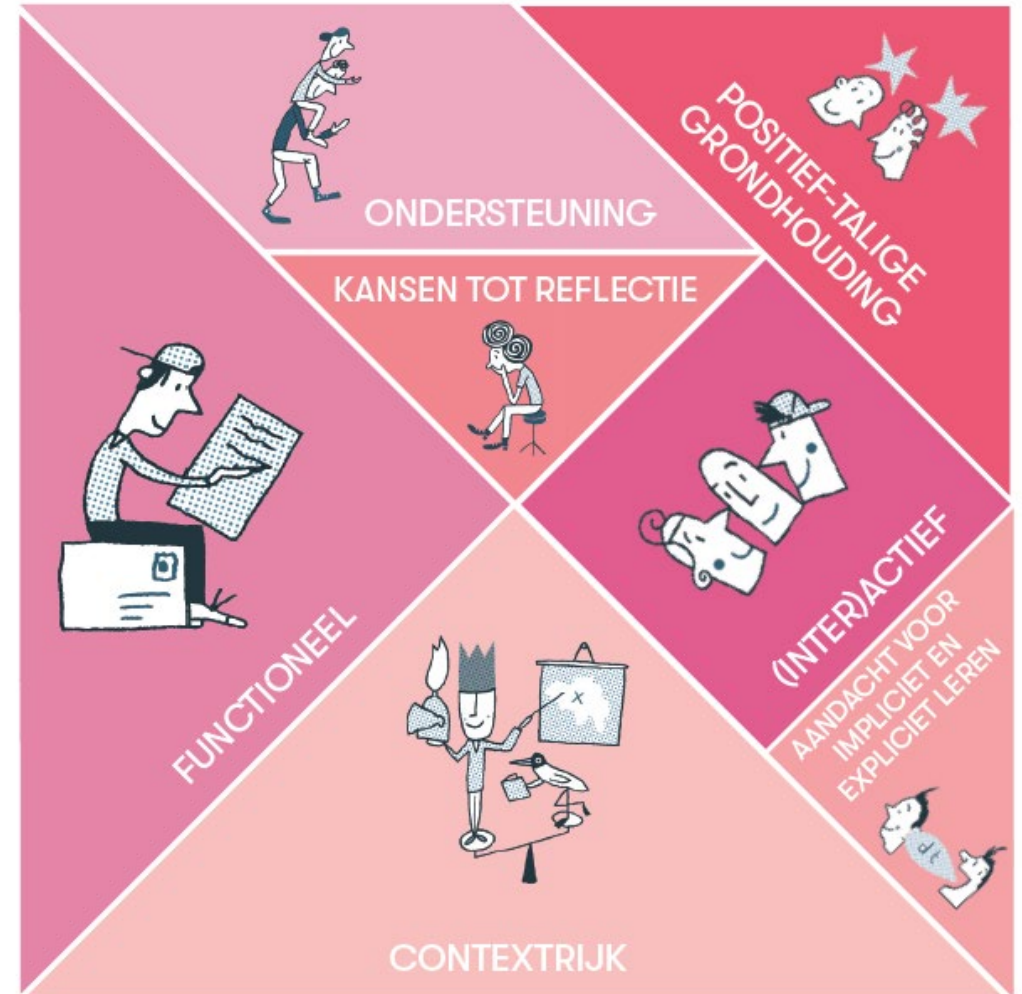 ONDERSTEUNING
POSITIEF-TALIGE
GRONDHOUDING
KANSEN TOT REFLECTIE
FUNCTIONEEL
(INTER)ACTIEF
AANDACHT VOOR
IMPLICIET EN
EXPLICIET LEREN
dt
x
CONTEXTRIJK